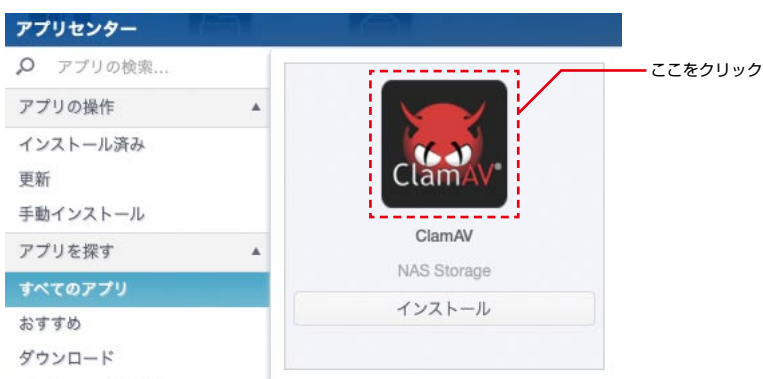 アプリセンター
アプリの検索...
アプリの操作
インストール済み
更新
手動インストール
アプリを探す
すべてのアプリ
おすすめ
ダウンロード
ClamAV®
ClamAV
NAS Storage
インストール
ここをクリック